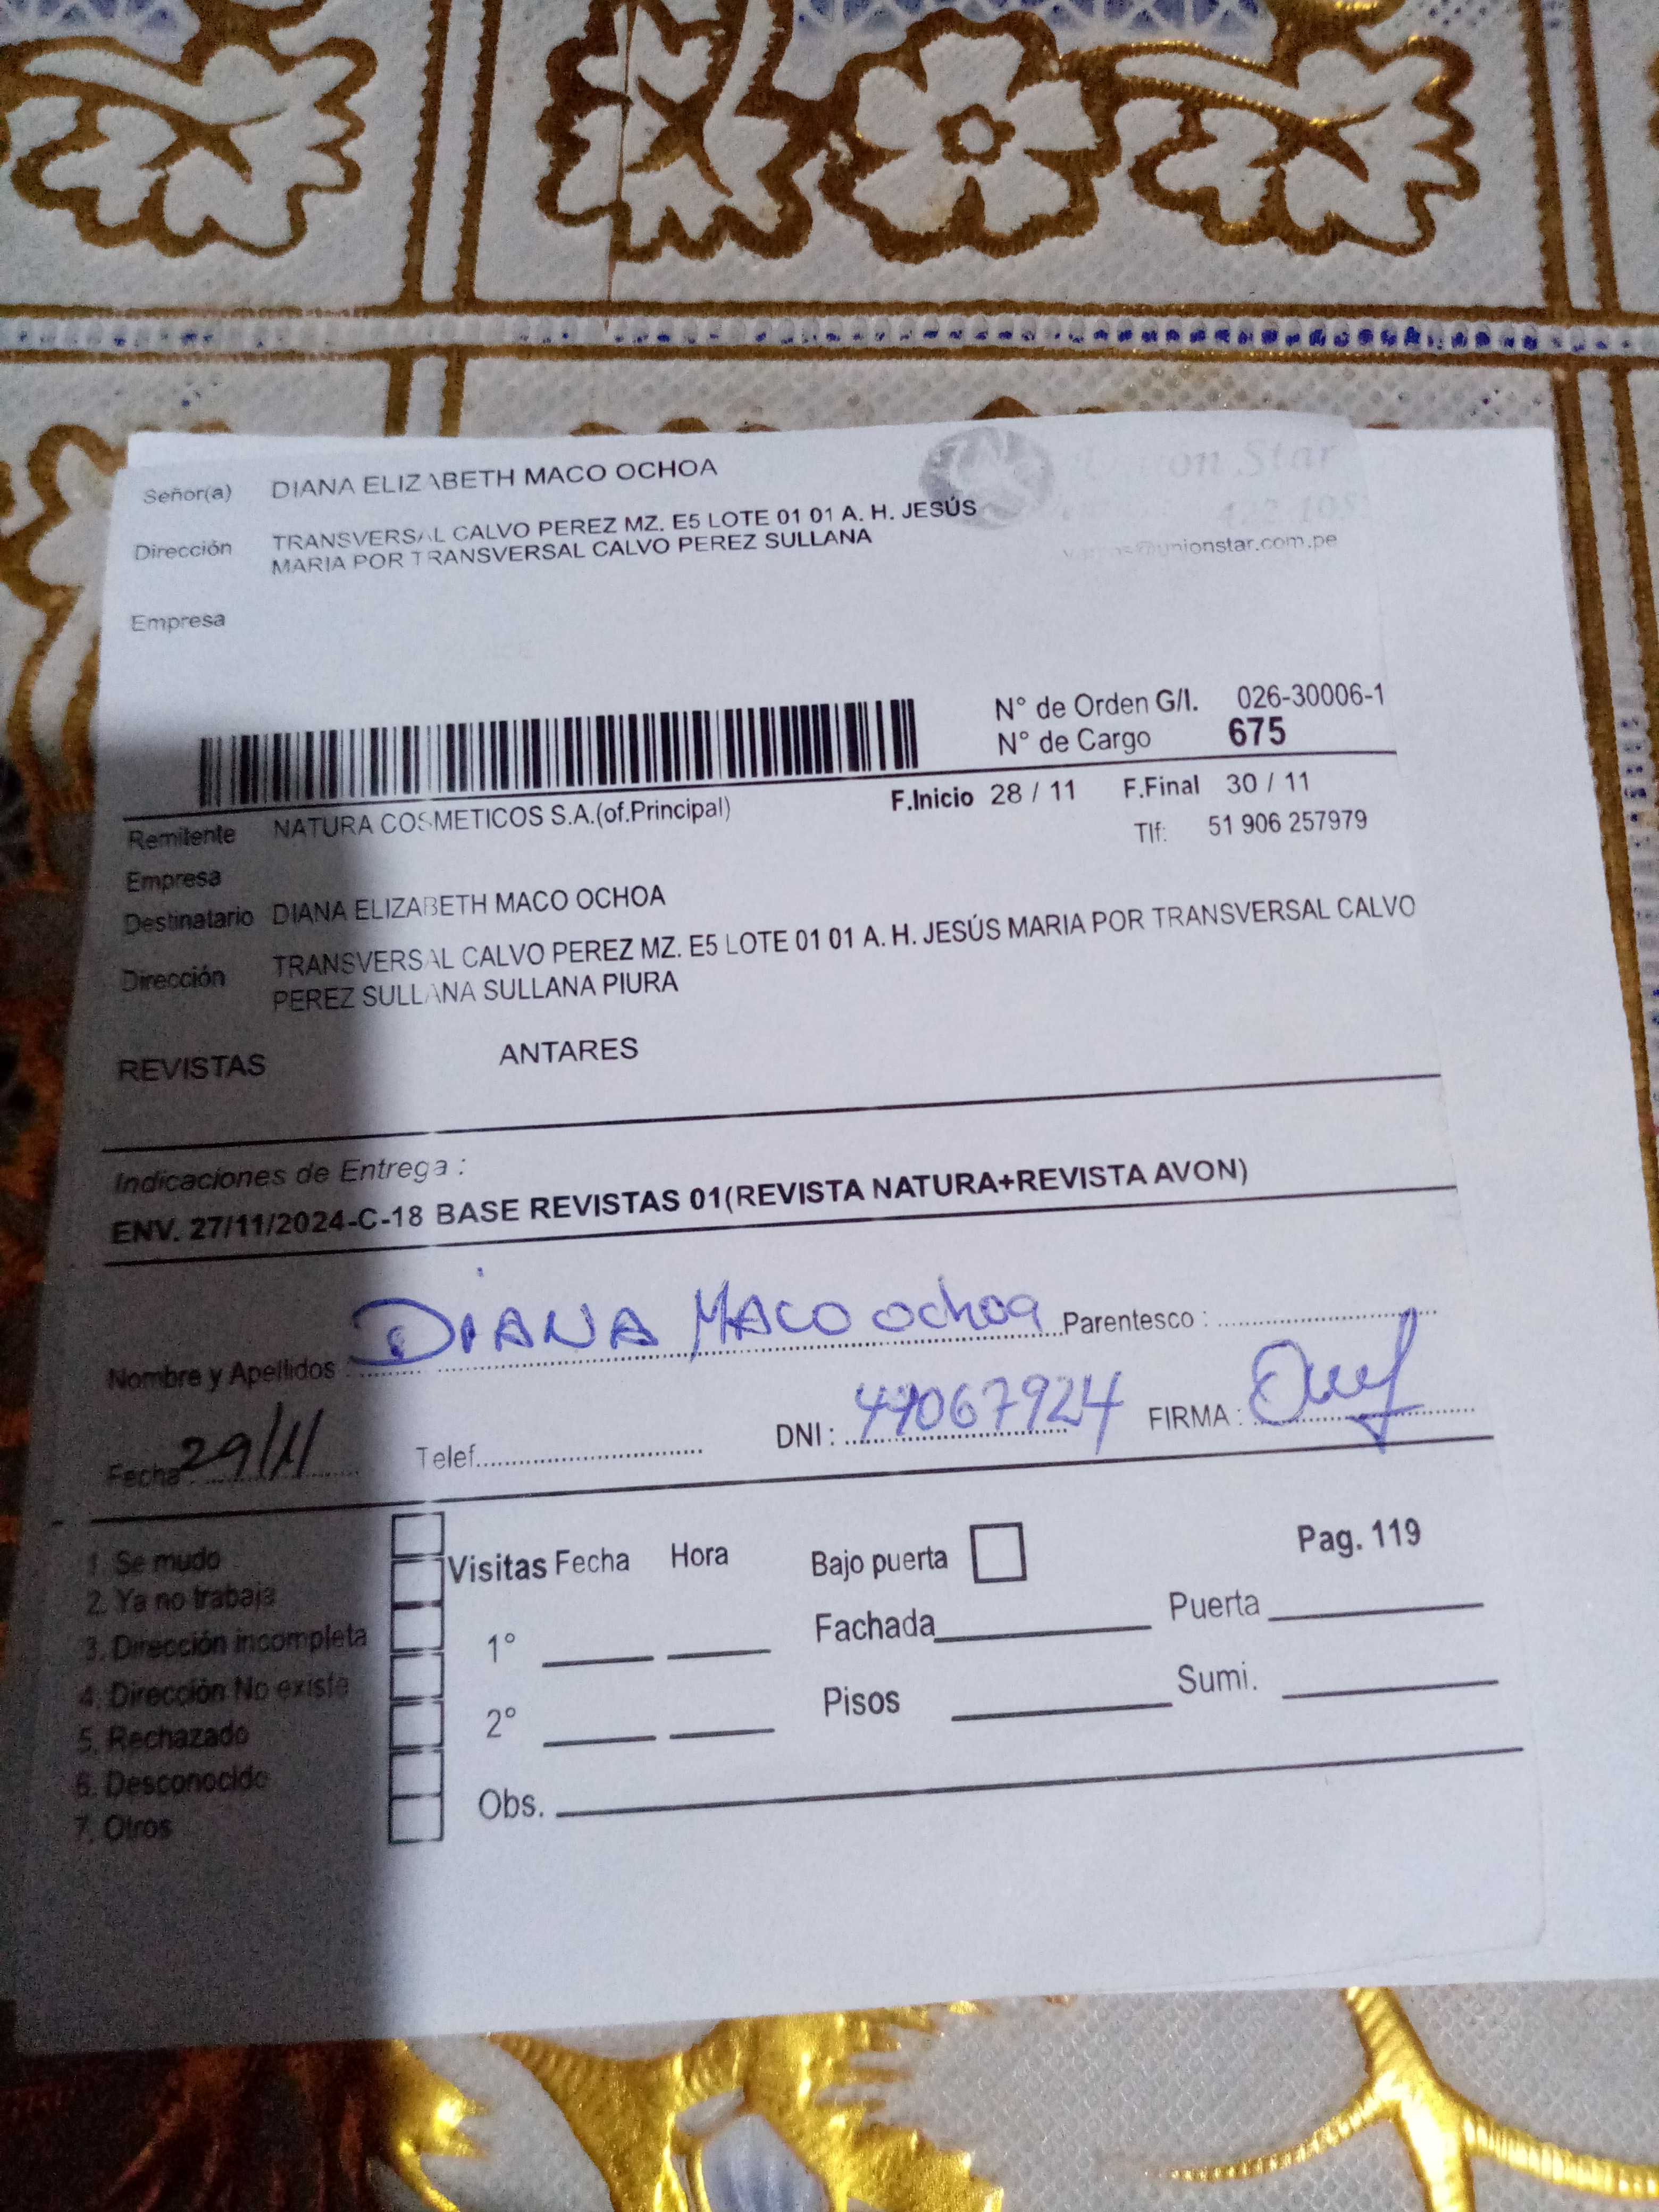 Señor(a) DIANA ELIZABETH MACO OCHOA
on Star
Dirección TRANSVERSAL CALVO PEREZ MZ. E5 LOTE 01 01 A. H. JESÚS
MARIA POR TRANSVERSAL CALVO PEREZ SULLANA
@unionstar.com.pe
Empresa
N° de Orden G/I. 026-30006-1
N° de Cargo 675
F.Inicio 28 / 11 F.Final 30 / 11
Remitente NATURA COSMETICOS S.A.(of.Principal)
Tlf: 51 906 257979
Empresa
Destinatario DIANA ELIZABETH MACO OCHOA
Dirección TRANSVERSAL CALVO PEREZ MZ. E5 LOTE 01 01 A. H. JESÚS MARIA POR TRANSVERSAL CALVO
PEREZ SULLANA SULLANA PIURA
REVISTAS ANTARES
Indicaciones de Entrega :
ENV. 27/11/2024-C-18 BASE REVISTAS 01(REVISTA NATURA+REVISTA AVON)
Nombre y Apellidos : DIANA MACO OCHOA Parentesco :
Fecha : 29/11 Telef. DNI : FIRMA :
1. Se mudo
2. Ya no trabaja
3. Dirección incompleta
4. Dirección No existe
5. Rechazado
6. Desconocido
7. Otros
Visitas Fecha Hora
1°
2°
Bajo puerta
Pag. 119
Fachada Puerta
Pisos Sumi.
Obs.